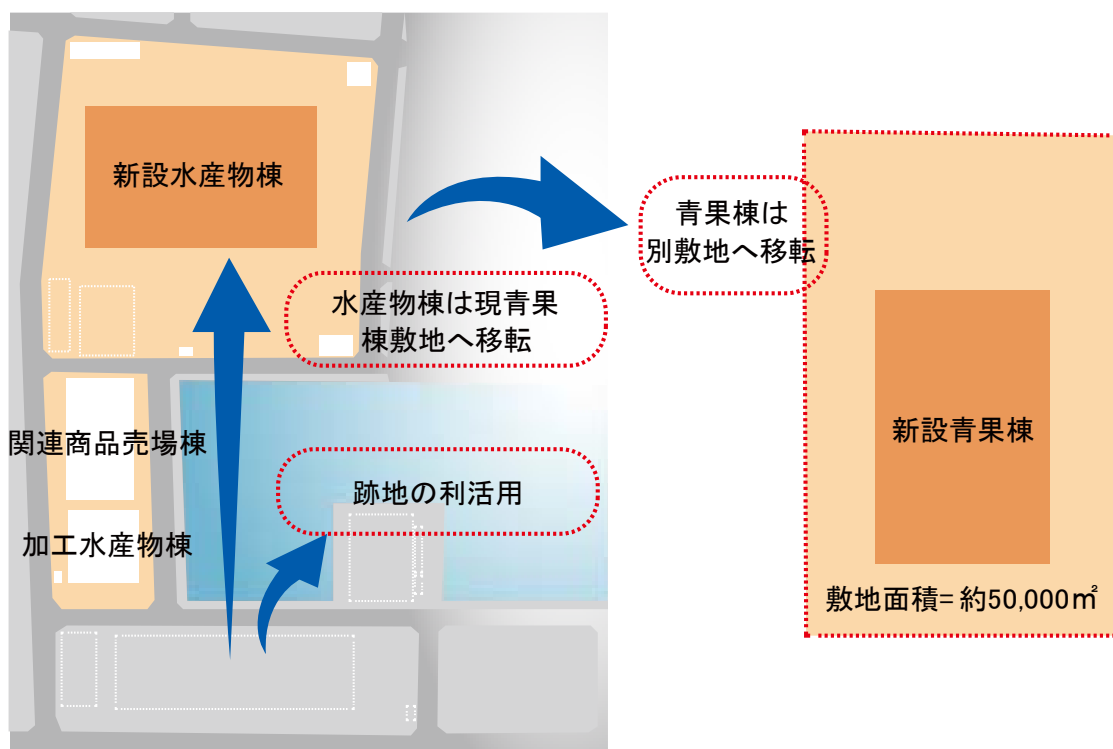 新設水産物棟
青果棟は
別敷地へ移転
水産物棟は現青果
棟敷地へ移転
関連商品売場棟
新設青果棟
跡地の利活用
加工水産物棟
敷地面積=約50,000㎡